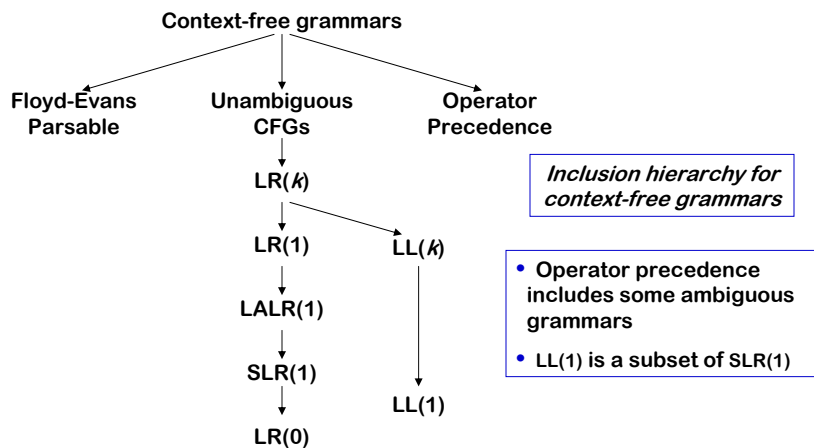 Context-free grammars
Floyd-Evans
Parsable
Unambiguous
CFGs
Operator
Precedence
LR(k)
Inclusion hierarchy for
context-free grammars
LR(1)
LL(k)
• Operator precedence
includes some ambiguous
grammars
LALR(1)
• LL(1) is a subset of SLR(1)
SLR(1)
LL(1)
LR(0)